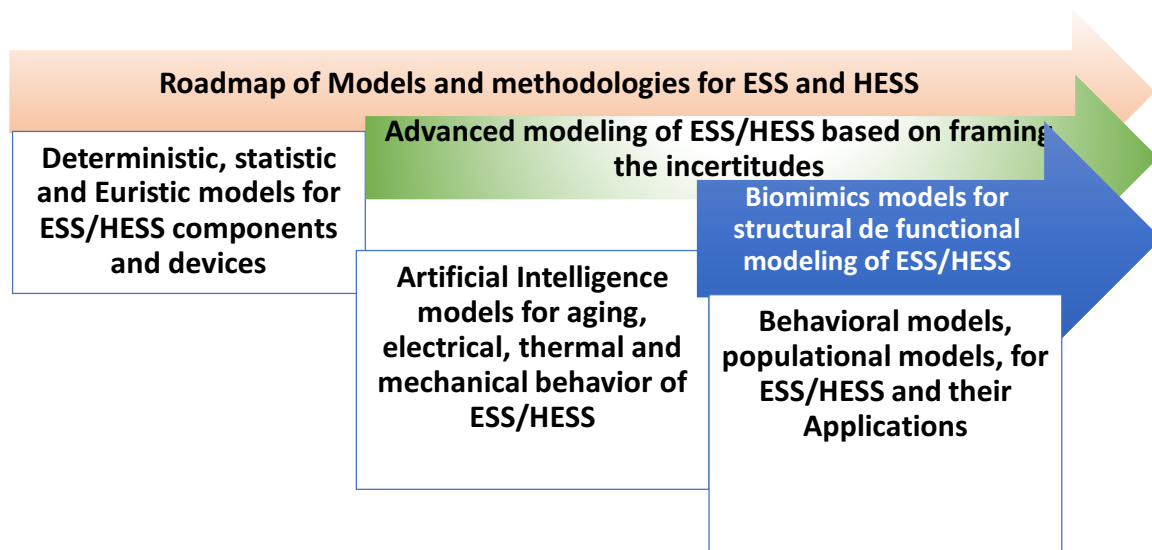 Roadmap of Models and methodologies for ESS and HESS
Advanced modeling of ESS/HESS based on framing
the incertitudes
Deterministic, statistic
and Euristic models for
ESS/HESS components
and devices
Biomimics models for
structural de functional
modeling of ESS/HESS
Artificial Intelligence
models for aging,
electrical, thermal and
mechanical behavior of
ESS/HESS
Behavioral models,
populational models, for
ESS/HESS and their
Applications